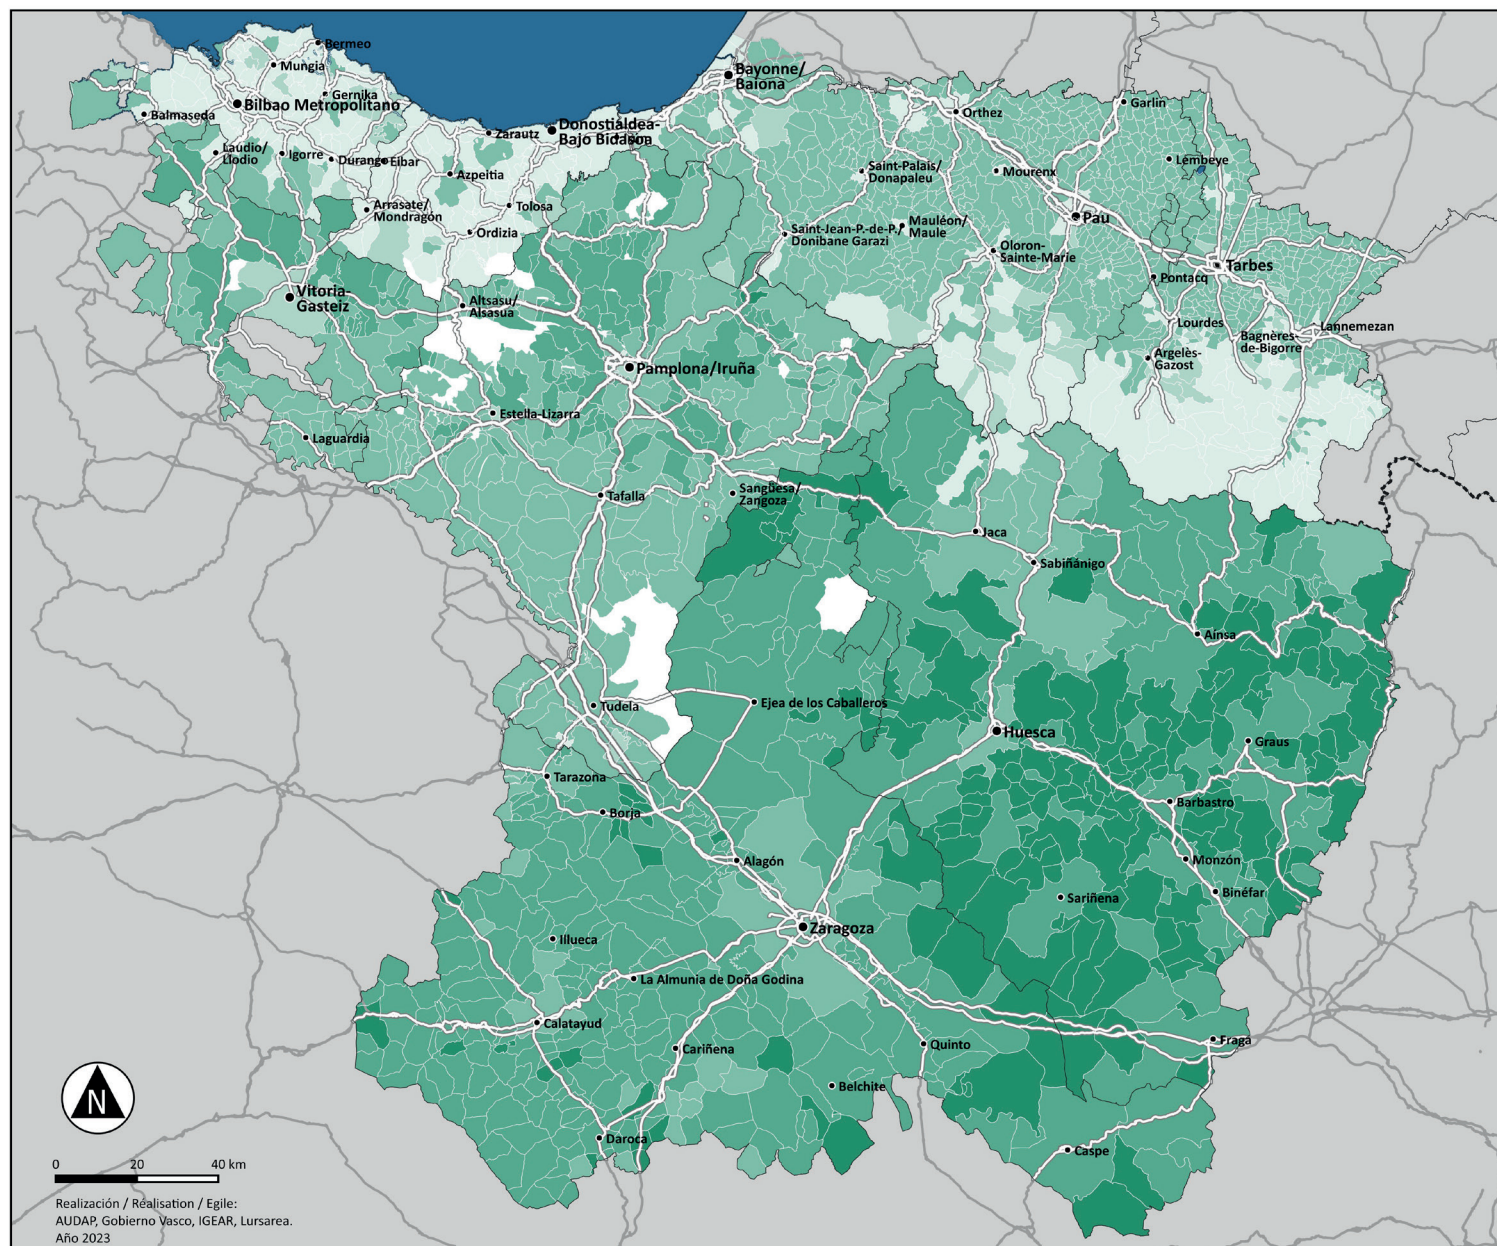 Bermeo
Mungia
Bayonne/
Baiona
Gernika
Bilbao Metropolitano
Garlin
Balmaseda
Orthez
Zarautz
Donostialdea-
Bajo Bidasoa
Laudio/
Llodio
Igorre
Durango
Eibar
Lembeye
Azpeitia
Saint-Palais/
Donapaleu
Mourenx
Arrasate/
Mondragón
Tolosa
Ordizia
Pau
Mauléon/
Maule
Saint-Jean-P.-de-P./
Donibane Garazi
Oloron-
Sainte-Marie
Tarbes
Pontacq
Vitoria-
Gasteiz
Altsasu/
Alsasua
Lourdes
Bagnères-
de-Bigorre
Lannemezan
Argelès-
Gazost
Pamplona/Iruña
Estella-Lizarra
Laguardia
Tafalla
Sangüesa/
Zangoza
Jaca
Sabiñánigo
Aínsa
Tudela
Ejea de los Caballeros
Huesca
Graus
Tarazona
Borja
Barbastro
Alagón
Monzón
Binéfar
Sariñena
Zaragoza
Illueca
La Almunia de Doña Godina
Calatayud
Cariñena
Quinto
Fraga
Belchite
Daroca
Caspe
N
0 20 40 km
Realización / Réalisation / Egile:
AUDAP, Gobierno Vasco, IGEAR, Lursarea.
Año 2023